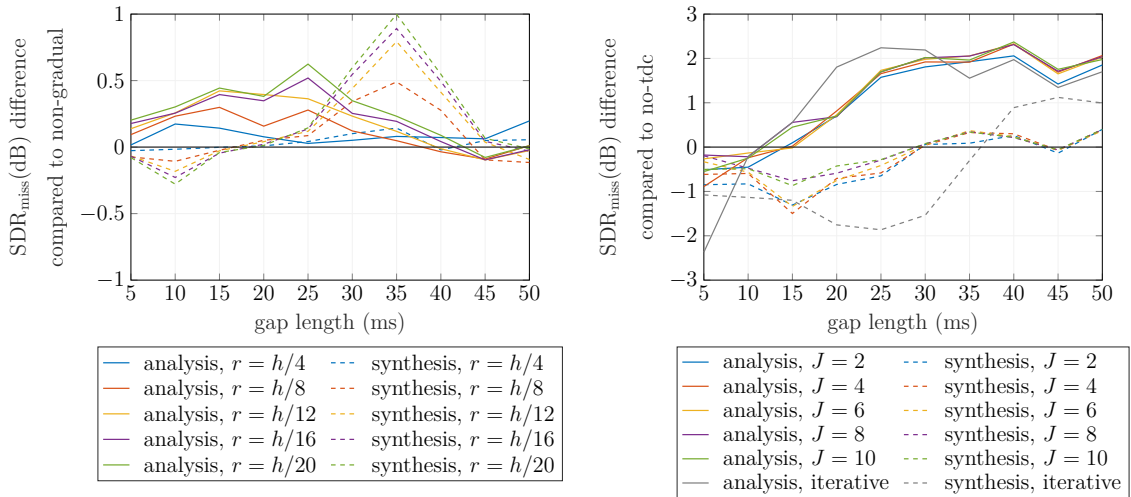 SDRmiss(dB) difference
compared to non-gradual
1
0.5
0
−0.5
−1
5 10 15 20 25 30 35 40 45 50
gap length (ms)
analysis, r = h/4 synthesis, r = h/4
analysis, r = h/8 synthesis, r = h/8
analysis, r = h/12 synthesis, r = h/12
analysis, r = h/16 synthesis, r = h/16
analysis, r = h/20 synthesis, r = h/20
SDRmiss(dB) difference
compared to no-tdc
3
2
1
0
−1
−2
−3
5 10 15 20 25 30 35 40 45 50
gap length (ms)
analysis, J = 2 synthesis, J = 2
analysis, J = 4 synthesis, J = 4
analysis, J = 6 synthesis, J = 6
analysis, J = 8 synthesis, J = 8
analysis, J = 10 synthesis, J = 10
analysis, iterative synthesis, iterative